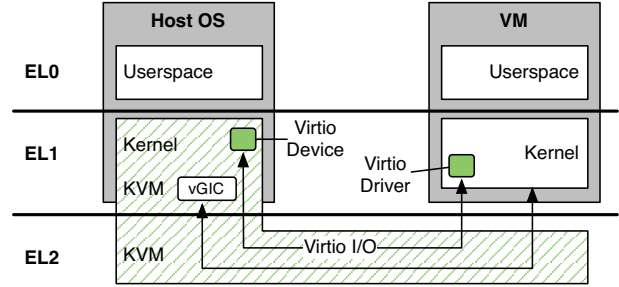 Host OS
VM
EL0
Userspace
Userspace
EL1
Kernel
Virtio
Device
Virtio
Driver
Kernel
KVM
vGIC
EL2
KVM
Virtio I/O